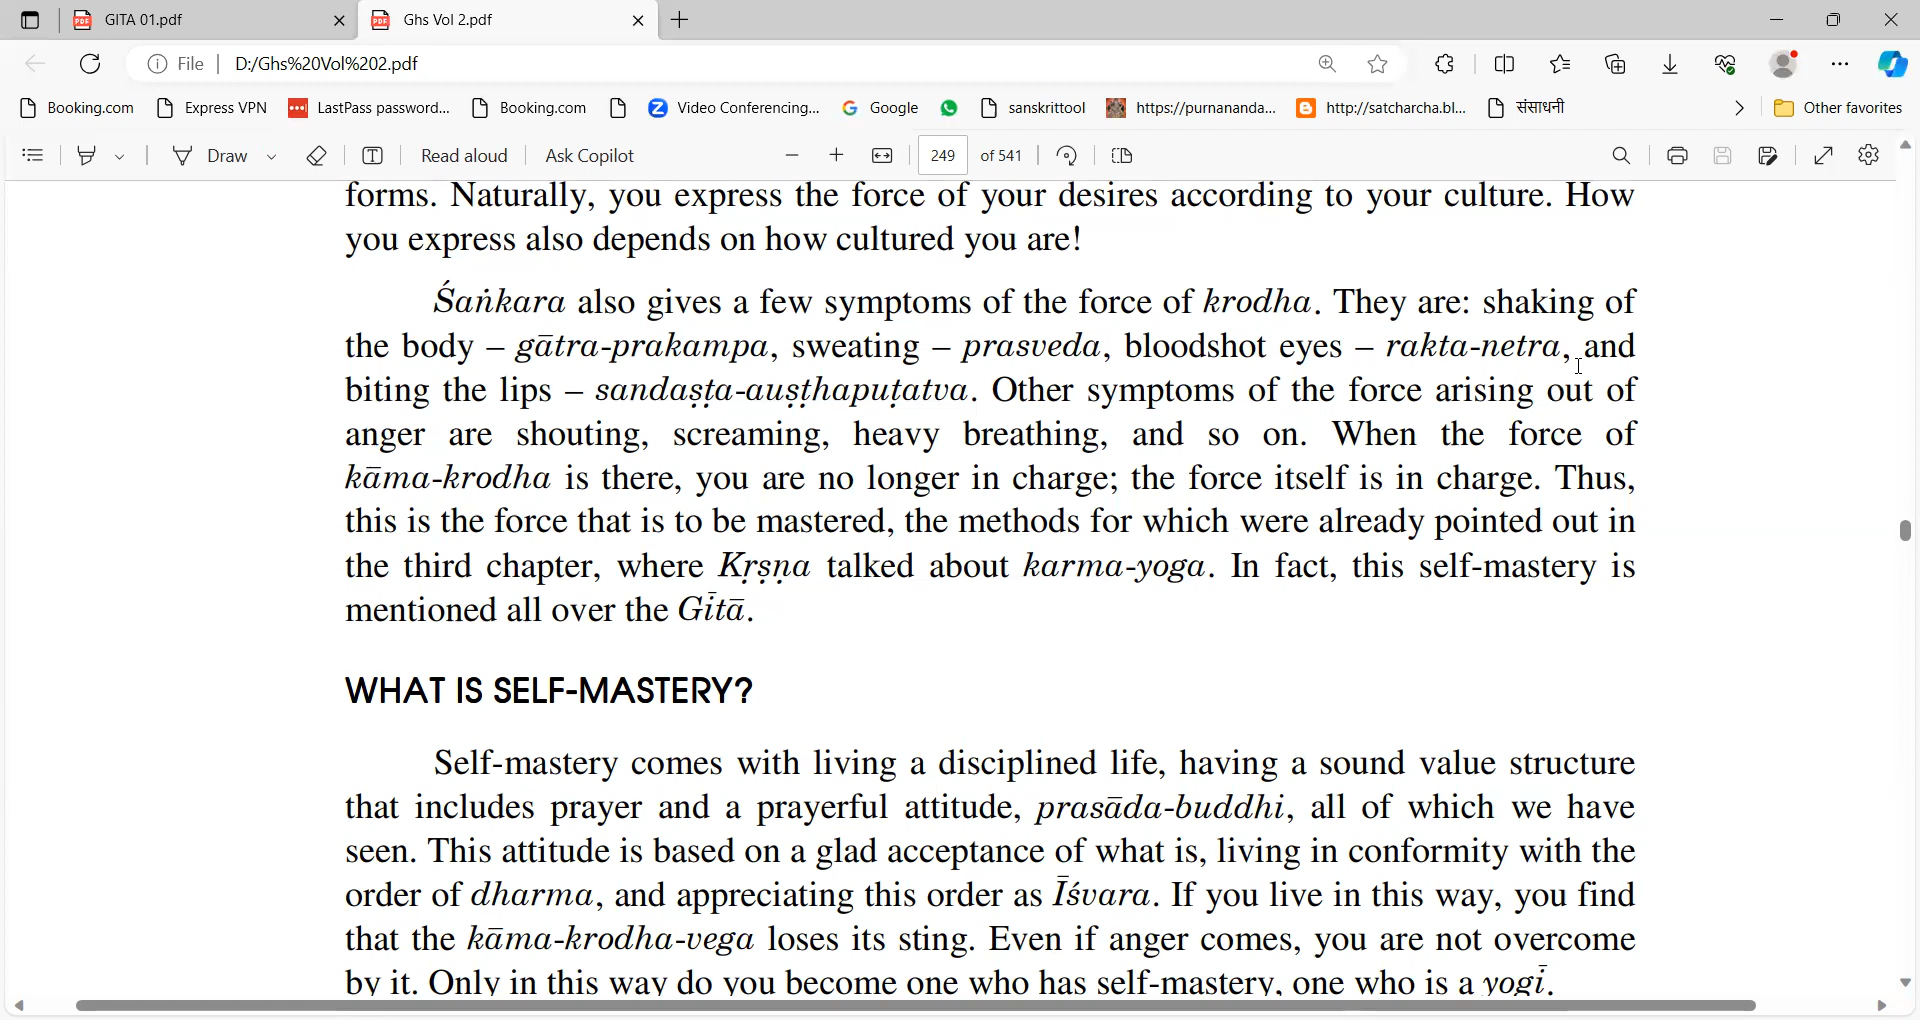 GITA 01.pdf
Ghs Vol 2.pdf
File
D:/Ghs%20Vol%202.pdf
Booking.com
Express VPN
LastPass password...
Booking.com
Video Conferencing...
Google
sanskrittool
https://purnananda...
http://satcharcha.bl...
संसाधनी
Other favorites
Draw
Read aloud
Ask Copilot
249 of 541
forms. Naturally, you express the force of your desires according to your culture. How
you express also depends on how cultured you are!
Śaṅkara also gives a few symptoms of the force of krodha. They are: shaking of
the body – gātra-prakampa, sweating – prasveda, bloodshot eyes – rakta-netra, and
biting the lips – sandaṣṭa-auṣṭhapuṭatva. Other symptoms of the force arising out of
anger are shouting, screaming, heavy breathing, and so on. When the force of
kāma-krodha is there, you are no longer in charge; the force itself is in charge. Thus,
this is the force that is to be mastered, the methods for which were already pointed out in
the third chapter, where Kṛṣṇa talked about karma-yoga. In fact, this self-mastery is
mentioned all over the Gītā.
WHAT IS SELF-MASTERY?
Self-mastery comes with living a disciplined life, having a sound value structure
that includes prayer and a prayerful attitude, prasāda-buddhi, all of which we have
seen. This attitude is based on a glad acceptance of what is, living in conformity with the
order of dharma, and appreciating this order as Īśvara. If you live in this way, you find
that the kāma-krodha-vega loses its sting. Even if anger comes, you are not overcome
by it. Only in this way do you become one who has self-mastery, one who is a yogī.